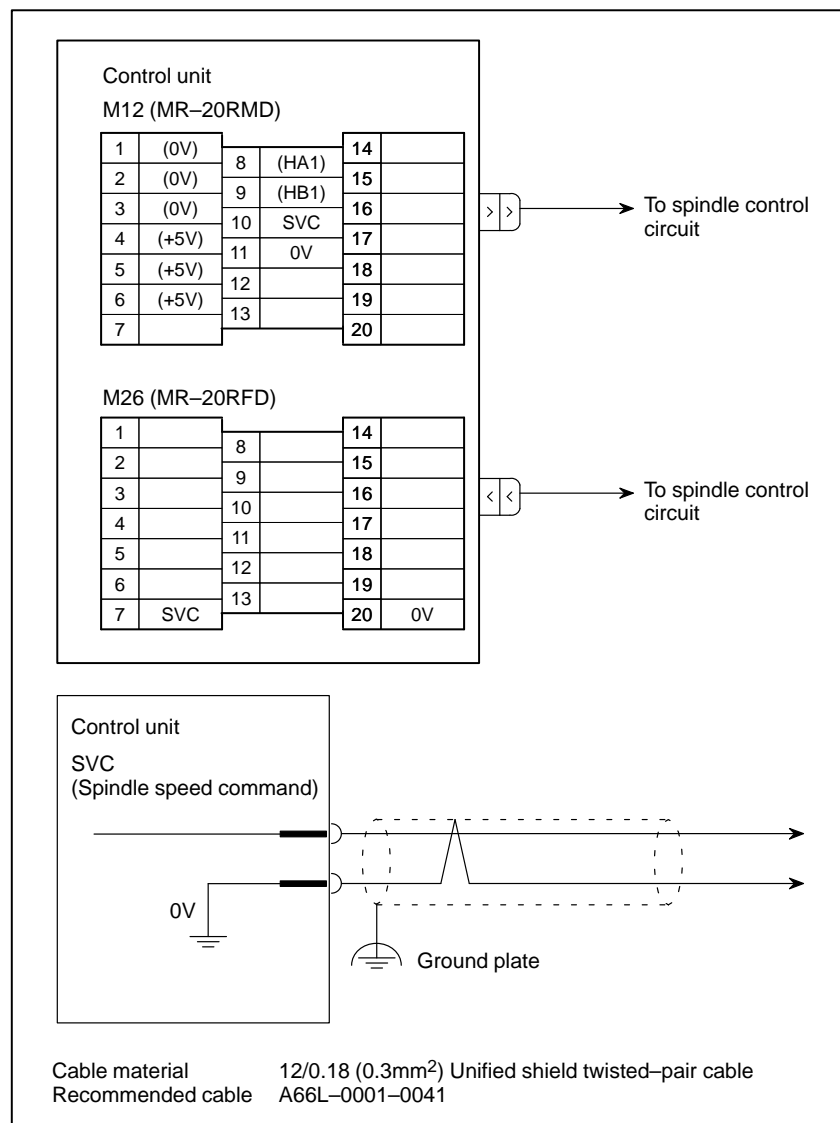 Control unit
M12 (MR–20RMD)
1 (0V) 14
8 (HA1)
2 (0V) 15
9 (HB1)
3 (0V) 16
10 SVC
4 (+5V) 17
11 0V
5 (+5V) 18
12
6 (+5V) 19
13
7 20
To spindle control
circuit
M26 (MR–20RFD)
1 14
8
2 15
9
3 16
10
4 17
11
5 18
12
6 19
13
7 SVC 20 0V
To spindle control
circuit
Control unit
SVC
(Spindle speed command)
0V
Ground plate
Cable material 12/0.18 (0.3mm²) Unified shield twisted–pair cable
Recommended cable A66L–0001–0041